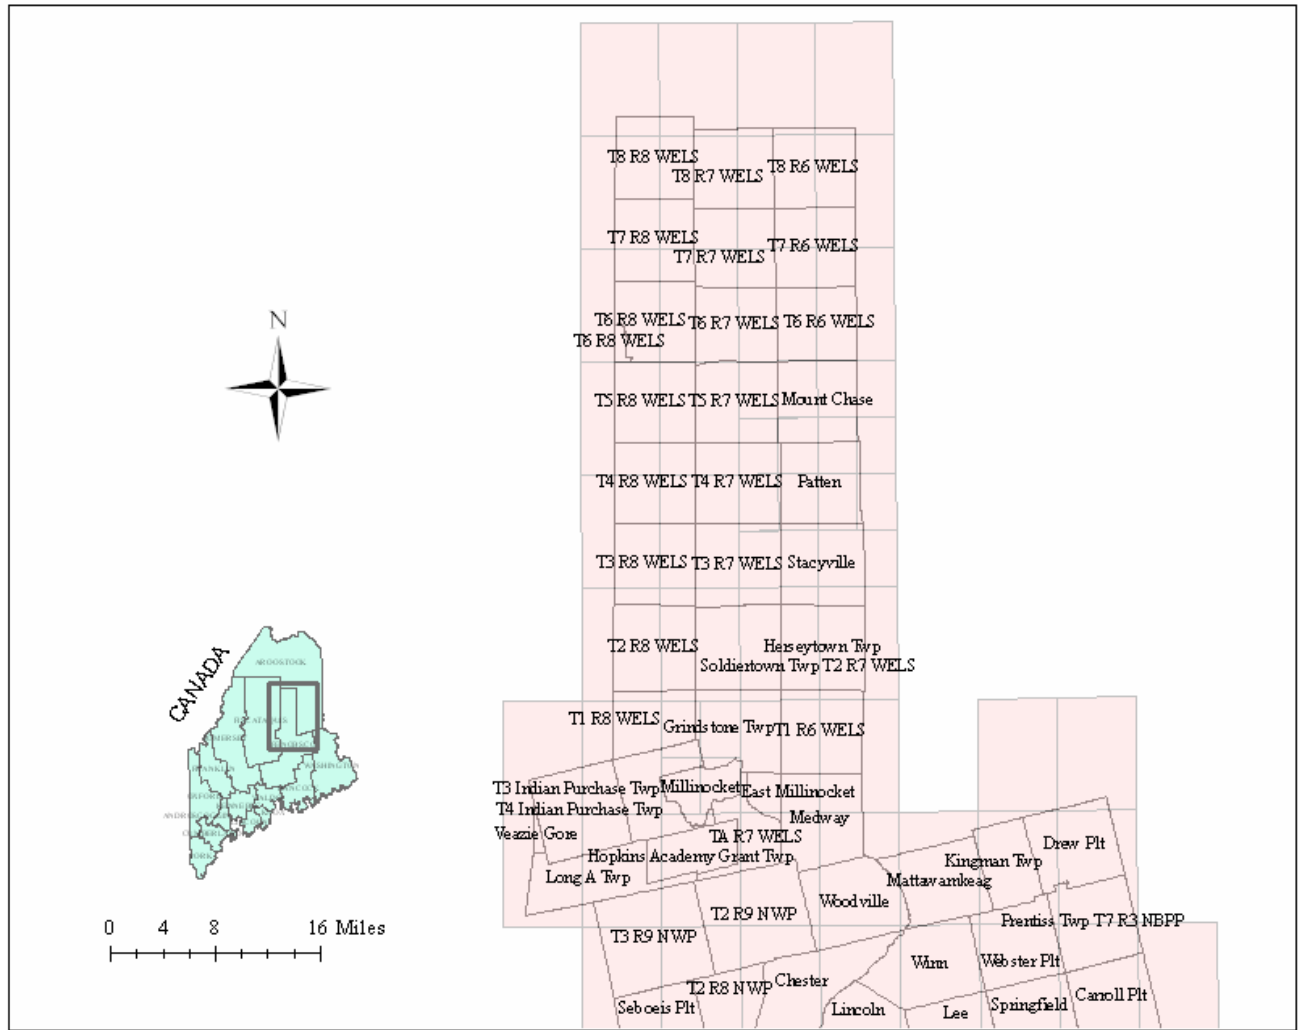 T8 R8 WELS
T8 R7 WELS
T8 R6 WELS
T7 R8 WELS
T7 R7 WELS
T7 R6 WELS
N
T6 R8 WELS
T6 R7 WELS
T6 R6 WELS
T6 R8 WELS
T5 R8 WELS
T5 R7 WELS
Mount Chase
T4 R8 WELS
T4 R7 WELS
Patten
T3 R8 WELS
T3 R7 WELS
Stacyville
T2 R8 WELS
Herseytown Twp
Soldiertown Twp T2 R7 WELS
CANADA
AROOSTOOK
T1 R8 WELS
Grindstone Twp
T1 R6 WELS
WASHINGTON
T3 Indian Purchase Twp
Millinocket
East Millinocket
T4 Indian Purchase Twp
Medway
Veazie Gore
TA R7 WELS
Hopkins Academy Grant Twp
Long A Twp
Drew Plt
Kingman Twp
Mattawamkeag
Woodville
T2 R9 NWP
Prentiss Twp T7 R3 NBPP
T3 R9 NWP
0 4 8 16 Miles
Winn
Webster Plt
Chester
T2 R8 NWP
Carroll Plt
Seboeis Plt
Lincoln
Lee
Springfield